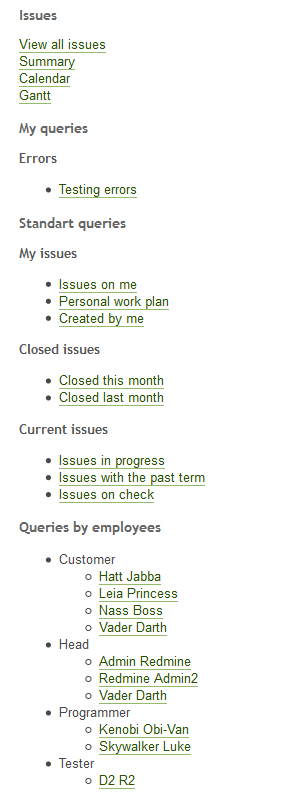 Issues
View all issues
Summary
Calendar
Gantt
My queries
Errors
Testing errors
Standart queries
My issues
Issues on me
Personal work plan
Created by me
Closed issues
Closed this month
Closed last month
Current issues
Issues in progress
Issues with the past term
Issues on check
Queries by employees
Customer
Hatt Jabba
Leia Princess
Nass Boss
Vader Darth
Head
Admin Redmine
Redmine Admin2
Vader Darth
Programmer
Kenobi Obi-Van
Skywalker Luke
Tester
D2 R2